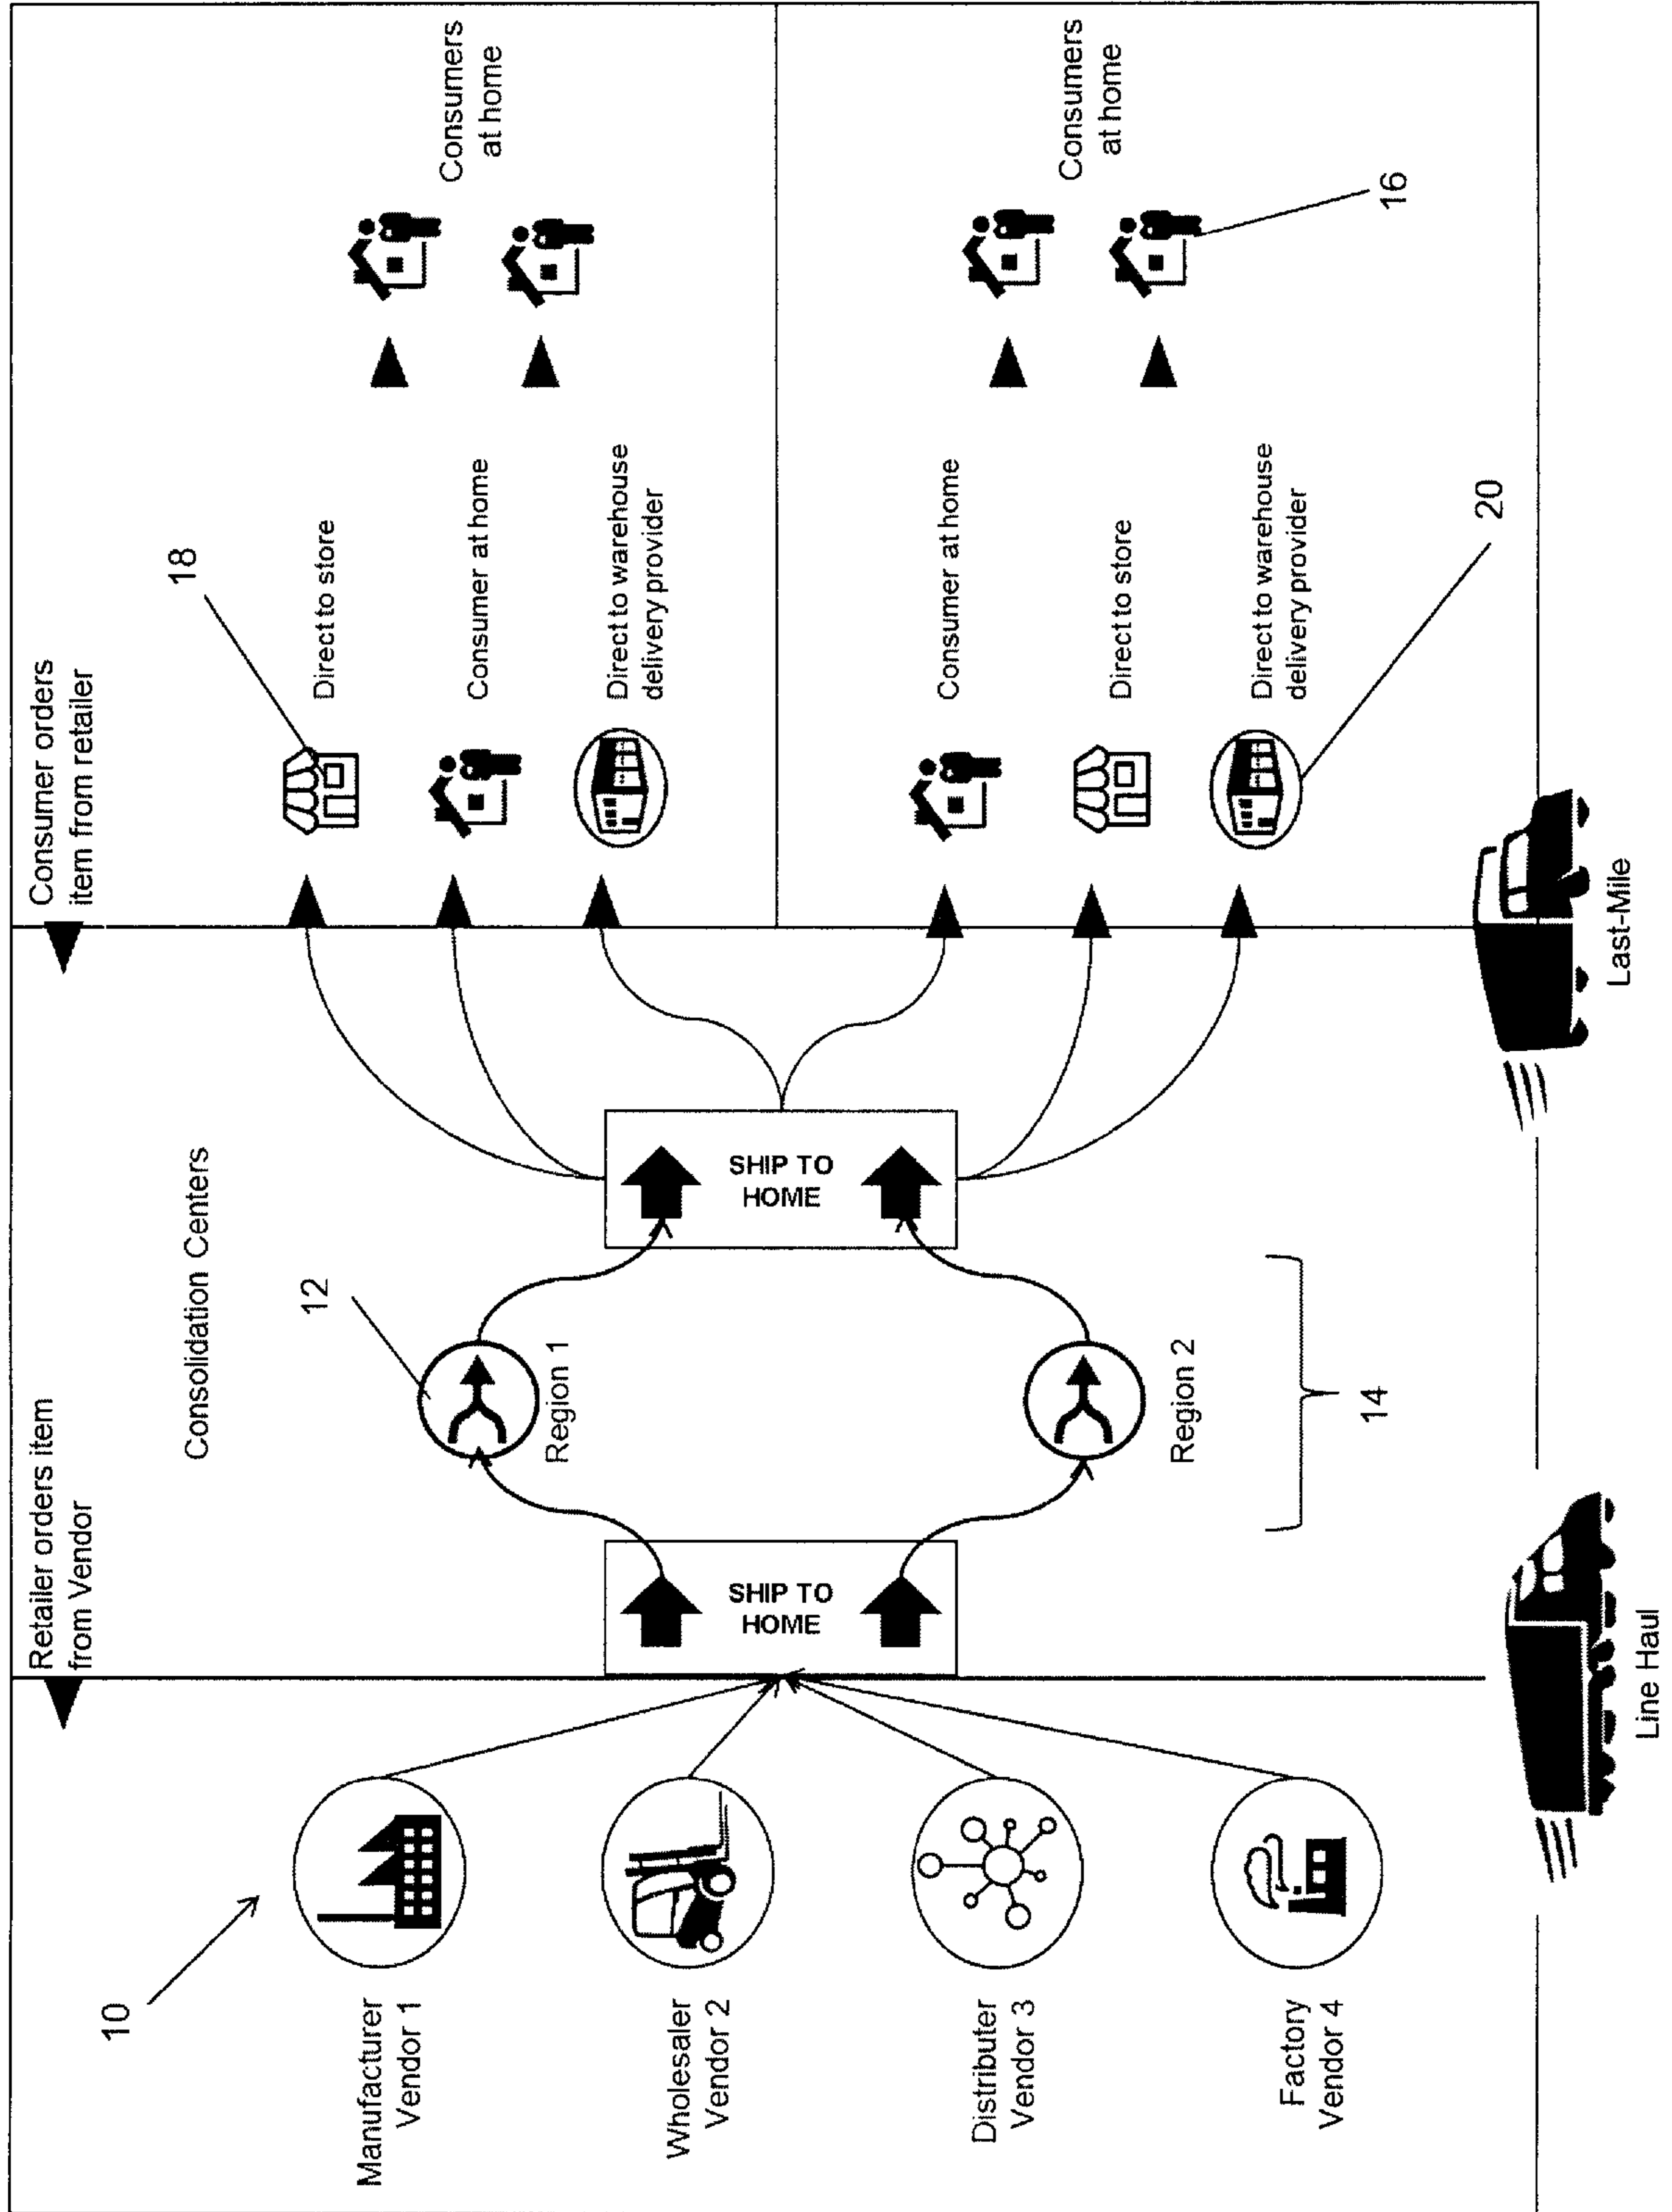 Retailer orders item
from Vendor
Consumer orders
item from retailer
10
Manufacturer
Vendor 1
Wholesaler
Vendor 2
Distributer
Vendor 3
Factory
Vendor 4
Consolidation Centers
12
Region 1
Region 2
14
SHIP TO
HOME
SHIP TO
HOME
18
Direct to store
Consumer at home
Direct to warehouse
delivery provider
Consumers
at home
Consumer at home
Direct to store
Direct to warehouse
delivery provider
Consumers
at home
16
20
Line Haul
Last-Mile